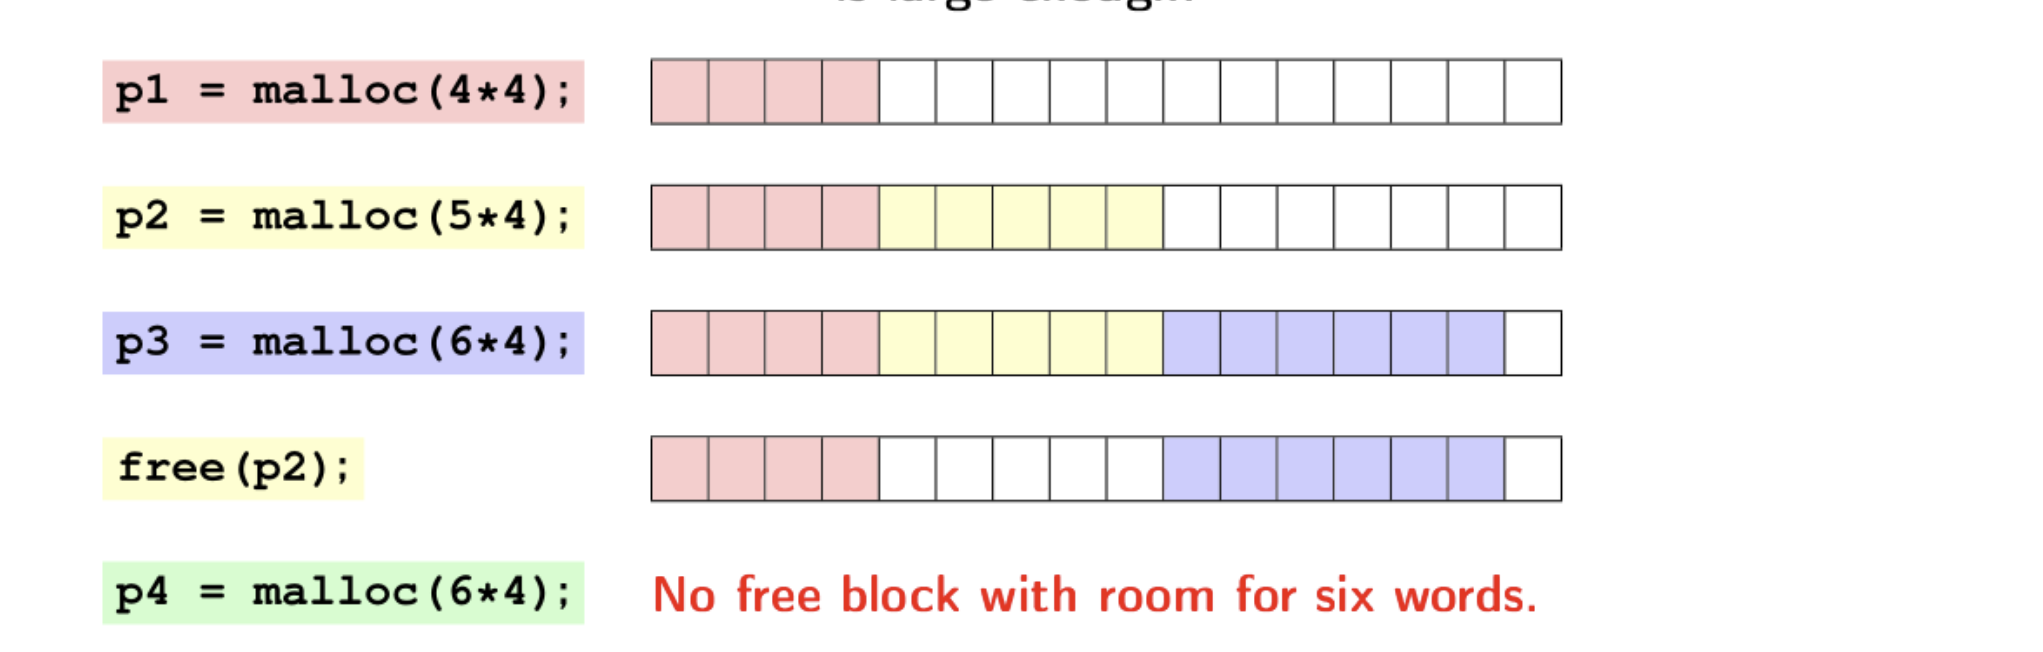 p1 = malloc(4*4);
p2 = malloc(5*4);
p3 = malloc(6*4);
free(p2);
p4 = malloc(6*4);
No free block with room for six words.